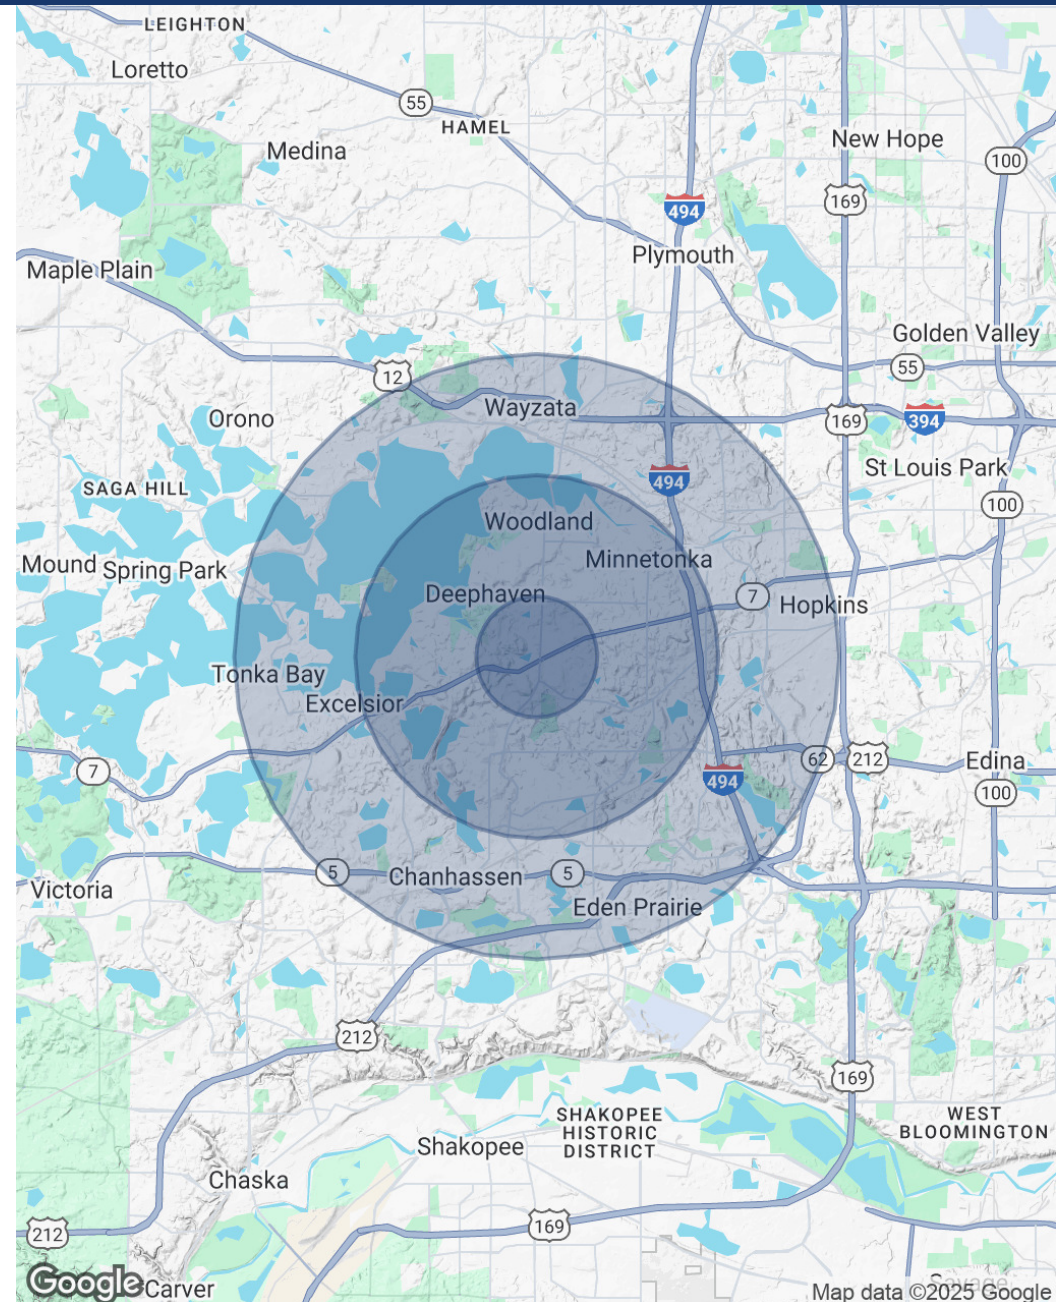 LEIGHTON
Loretto
55
HAMEL
Medina
New Hope
100
169
494
Plymouth
Maple Plain
Golden Valley
55
12
Wayzata
Orono
169
394
St Louis Park
SAGA HILL
494
100
Woodland
Mound
Spring Park
Minnetonka
Deephaven
7
Hopkins
Tonka Bay
Excelsior
7
62
212
Edina
494
100
5
Chanhassen
5
Victoria
Eden Prairie
212
169
SHAKOPEE
HISTORIC
DISTRICT
WEST
BLOOMINGTON
Shakopee
Chaska
212
169
Google
Carver
Savage
Map data ©2025 Google